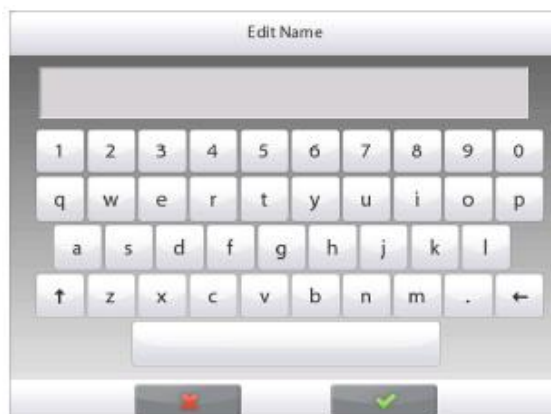 Edit Name
1 2 3 4 5 6 7 8 9 0
q w e r t y u i o p
a s d f g h j k l
↑ z x c v b n m . ←